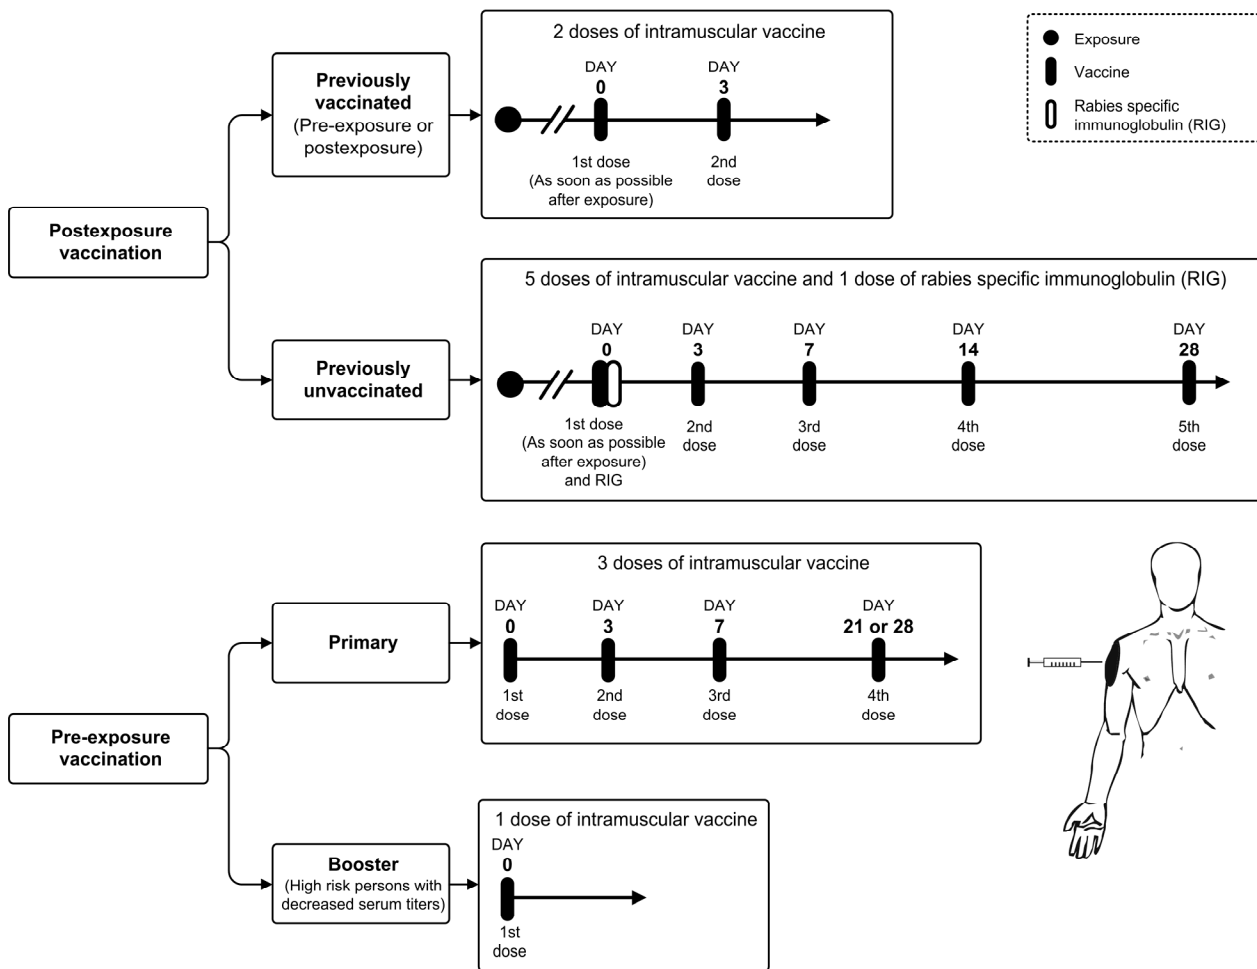 2 doses of intramuscular vaccine
DAY
0
DAY
3
1st dose
(As soon as possible
after exposure)
2nd
dose
Exposure
Vaccine
Rabies specific
immunoglobulin (RIG)
Previously
vaccinated
(Pre-exposure or
postexposure)
Postexposure
vaccination
5 doses of intramuscular vaccine and 1 dose of rabies specific immunoglobulin (RIG)
DAY
0
DAY
3
DAY
7
DAY
14
DAY
28
1st dose
(As soon as possible
after exposure)
and RIG
2nd
dose
3rd
dose
4th
dose
5th
dose
Previously
unvaccinated
3 doses of intramuscular vaccine
DAY
0
DAY
3
DAY
7
DAY
21 or 28
1st
dose
2nd
dose
3rd
dose
4th
dose
Primary
Pre-exposure
vaccination
1 dose of intramuscular vaccine
DAY
0
1st
dose
Booster
(High risk persons with
decreased serum titers)